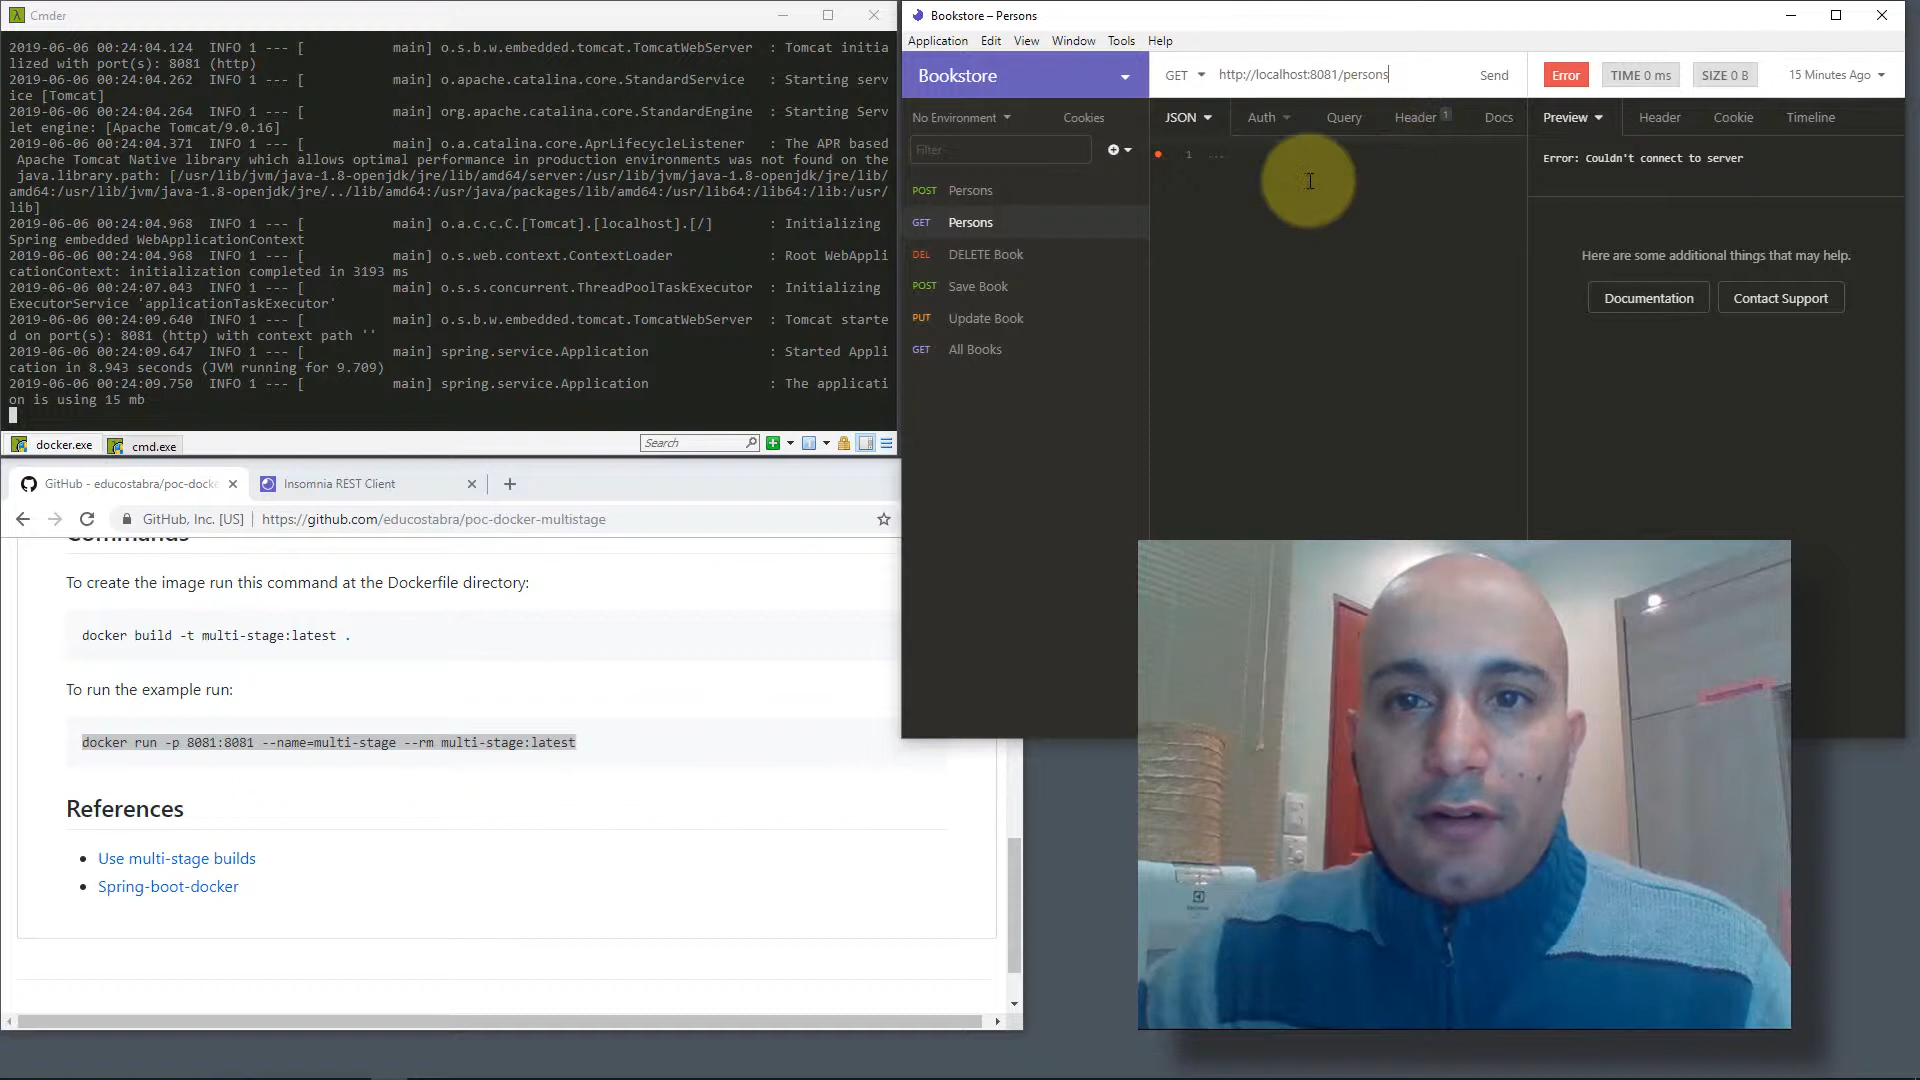 Cmder
2019-06-06 00:24:04.124  INFO 1 --- [           main] o.s.b.w.embedded.tomcat.TomcatWebServer  : Tomcat initia
lized with port(s): 8081 (http)
2019-06-06 00:24:04.262  INFO 1 --- [           main] o.apache.catalina.core.StandardService   : Starting serv
ice [Tomcat]
2019-06-06 00:24:04.264  INFO 1 --- [           main] org.apache.catalina.core.StandardEngine  : Starting Serv
let engine: [Apache Tomcat/9.0.16]
2019-06-06 00:24:04.371  INFO 1 --- [           main] o.a.catalina.core.AprLifecycleListener   : The APR based
 Apache Tomcat Native library which allows optimal performance in production environments was not found on the
 java.library.path: [/usr/lib/jvm/java-1.8-openjdk/jre/lib/amd64/server:/usr/lib/jvm/java-1.8-openjdk/jre/lib/
amd64:/usr/lib/jvm/java-1.8-openjdk/jre/../lib/amd64:/usr/java/packages/lib/amd64:/usr/lib64:/lib64:/lib:/usr/
lib]
2019-06-06 00:24:04.968  INFO 1 --- [           main] o.a.c.c.C.[Tomcat].[localhost].[/]       : Initializing
Spring embedded WebApplicationContext
2019-06-06 00:24:04.968  INFO 1 --- [           main] o.s.web.context.ContextLoader            : Root WebAppli
cationContext: initialization completed in 3193 ms
2019-06-06 00:24:07.043  INFO 1 --- [           main] o.s.s.concurrent.ThreadPoolTaskExecutor  : Initializing
ExecutorService 'applicationTaskExecutor'
2019-06-06 00:24:09.640  INFO 1 --- [           main] o.s.b.w.embedded.tomcat.TomcatWebServer  : Tomcat starte
d on port(s): 8081 (http) with context path ''
2019-06-06 00:24:09.647  INFO 1 --- [           main] spring.service.Application               : Started Appli
cation in 8.943 seconds (JVM running for 9.709)
2019-06-06 00:24:09.750  INFO 1 --- [           main] spring.service.Application               : The applicati
on is using 15 mb
docker.exe cmd.exe Search
Bookstore – Persons
Application Edit View Window Tools Help
Bookstore GET http://localhost:8081/persons Send Error TIME 0 ms SIZE 0 B 15 Minutes Ago
No Environment Cookies JSON Auth Query Header 1 Docs Preview Header Cookie Timeline
Filter 1 ... Error: Couldn't connect to server
POST Persons
GET Persons
DEL DELETE Book
POST Save Book
PUT Update Book
GET All Books
Here are some additional things that may help.
Documentation Contact Support
GitHub - educostabra/poc-docke Insomnia REST Client
GitHub, Inc. [US] https://github.com/educostabra/poc-docker-multistage
Commands
To create the image run this command at the Dockerfile directory:
docker build -t multi-stage:latest .
To run the example run:
docker run -p 8081:8081 --name=multi-stage --rm multi-stage:latest
References
Use multi-stage builds
Spring-boot-docker